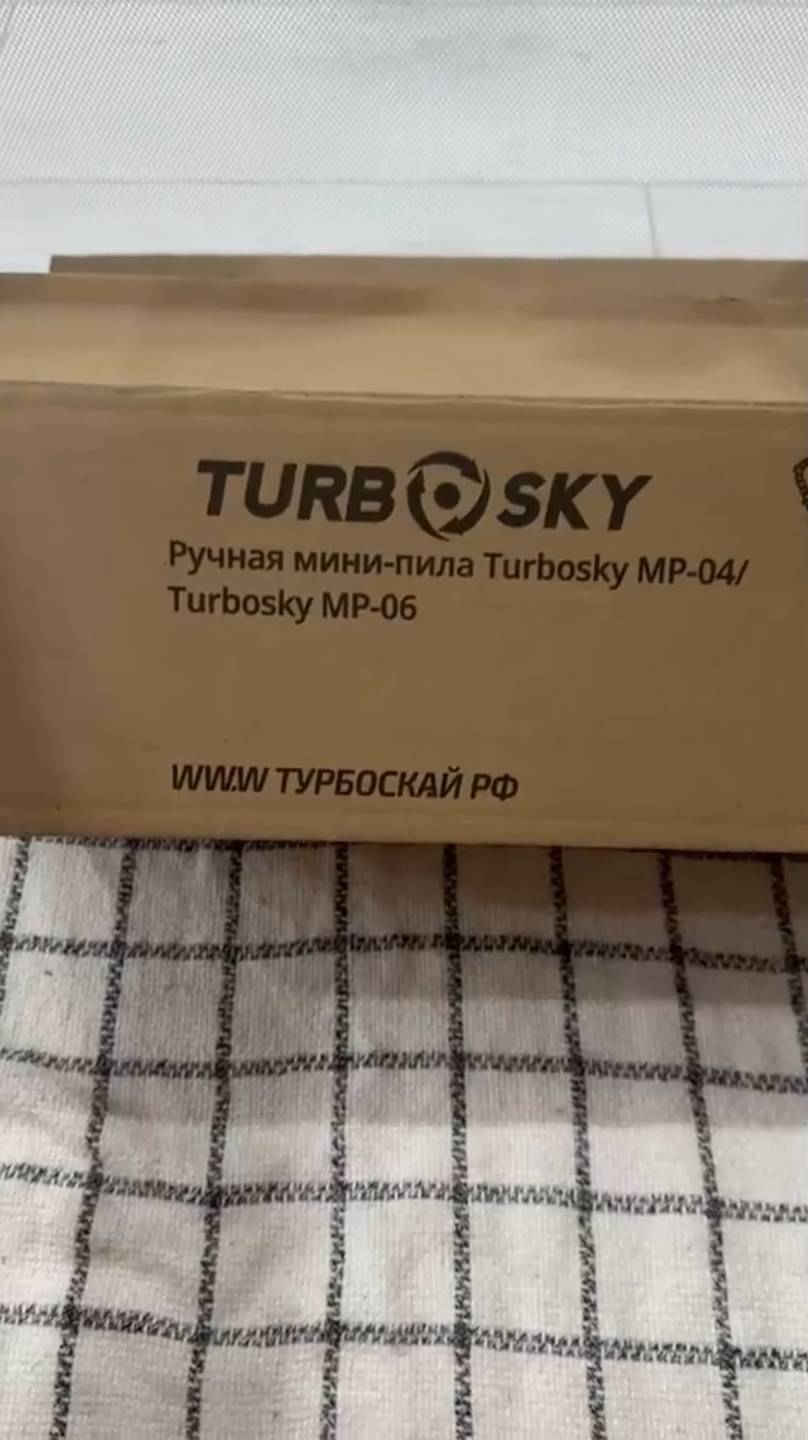 TURBOSKY
Ручная мини-пила Turbosky MP-04/
Turbosky MP-06
WWW ТУРБОСКАЙ РФ